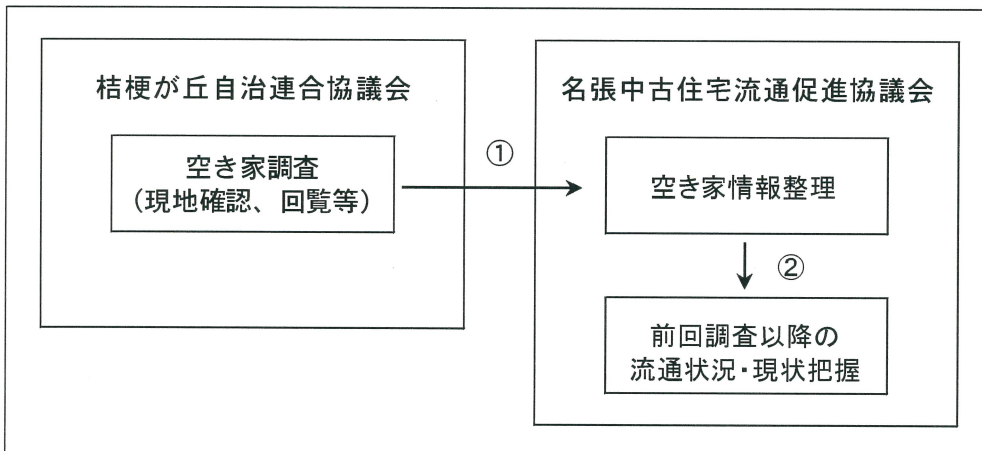 桔梗が丘自治連合協議会
空き家調査
（現地確認、回覧等）
①
名張中古住宅流通促進協議会
空き家情報整理
②
前回調査以降の
流通状況・現状把握